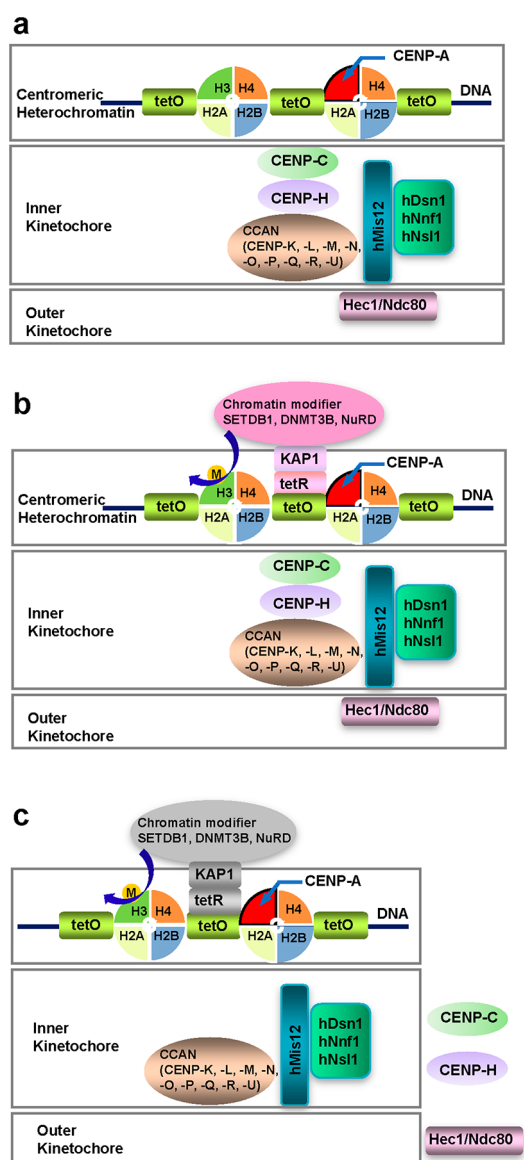 a
CENP-A
Centromeric
Heterochromatin
tetO
H3
H4
H2A
H2B
tetO
H4
H2A
H2B
tetO
DNA
Inner
Kinetochore
CENP-C
CENP-H
CCAN
(CENP-K, -L, -M, -N,
-O, -P, -Q, -R, -U)
hMis12
hDsn1
hNnf1
hNsl1
Outer
Kinetochore
Hec1/Ndc80
b
Chromatin modifier
SETDB1, DNMT3B, NuRD
KAP1
tetR
M
CENP-A
Centromeric
Heterochromatin
tetO
H3
H4
H2A
H2B
tetO
H4
H2A
H2B
tetO
DNA
Inner
Kinetochore
CENP-C
CENP-H
CCAN
(CENP-K, -L, -M, -N,
-O, -P, -Q, -R, -U)
hMis12
hDsn1
hNnf1
hNsl1
Outer
Kinetochore
Hec1/Ndc80
c
Chromatin modifier
SETDB1, DNMT3B, NuRD
KAP1
tetR
M
CENP-A
tetO
H3
H4
H2A
H2B
tetO
H4
H2A
H2B
tetO
DNA
Inner
Kinetochore
CCAN
(CENP-K, -L, -M, -N,
-O, -P, -Q, -R, -U)
hMis12
hDsn1
hNnf1
hNsl1
CENP-C
CENP-H
Outer
Kinetochore
Hec1/Ndc80